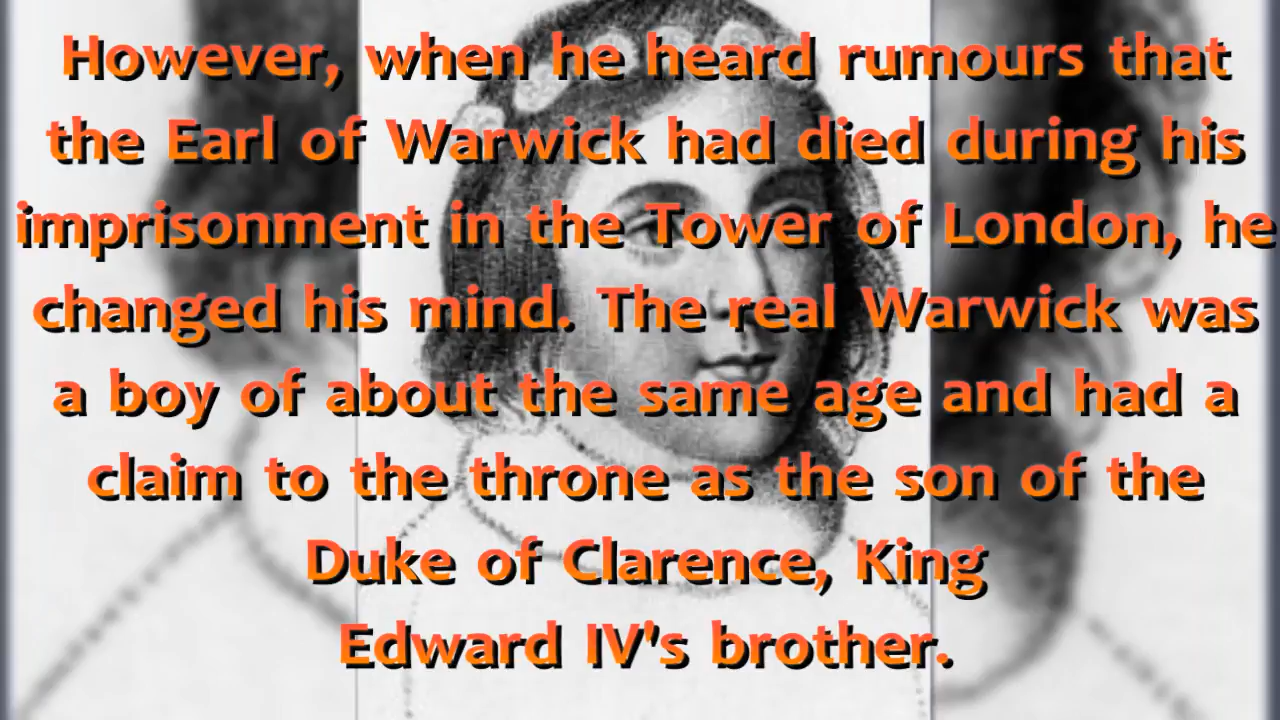 However, when he heard rumours that
the Earl of Warwick had died during his
imprisonment in the Tower of London, he
changed his mind. The real Warwick was
a boy of about the same age and had a
claim to the throne as the son of the
Duke of Clarence, King
Edward IV's brother.